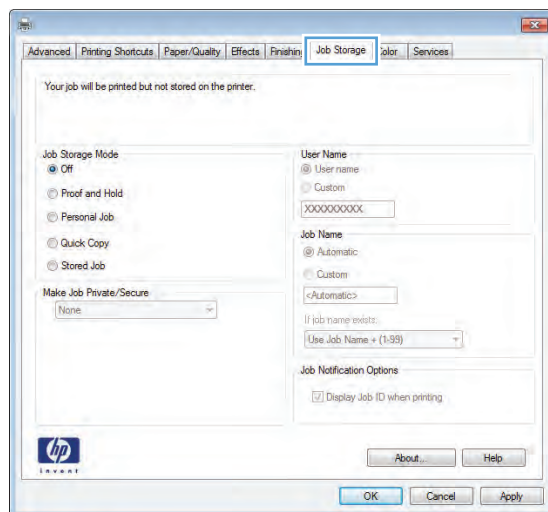 Advanced
Printing Shortcuts
Paper/Quality
Effects
Finishin
Job Storage
olor
Services
Your job will be printed but not stored on the printer.
Job Storage Mode
Off
Proof and Hold
Personal Job
Quick Copy
Stored Job
Make Job Private/Secure
None
User Name
User name
Custom
XXXXXXXXX
Job Name
Automatic
Custom
<Automatic>
If job name exists:
Use Job Name + (1-99)
Job Notification Options
Display Job ID when printing
hp
invent
About...
Help
OK
Cancel
Apply